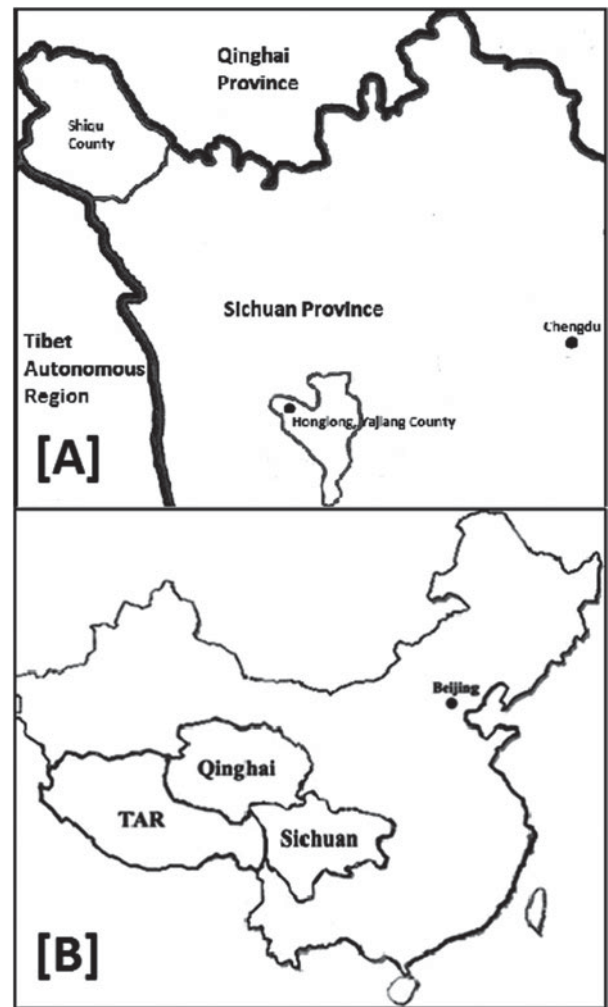 Qinghai
Province
Shiqu
County
Sichuan Province
Chengdu
Tibet
Autonomous
Region
Honglong, Yajiang County
[A]
Beijing
Qinghai
TAR
Sichuan
[B]